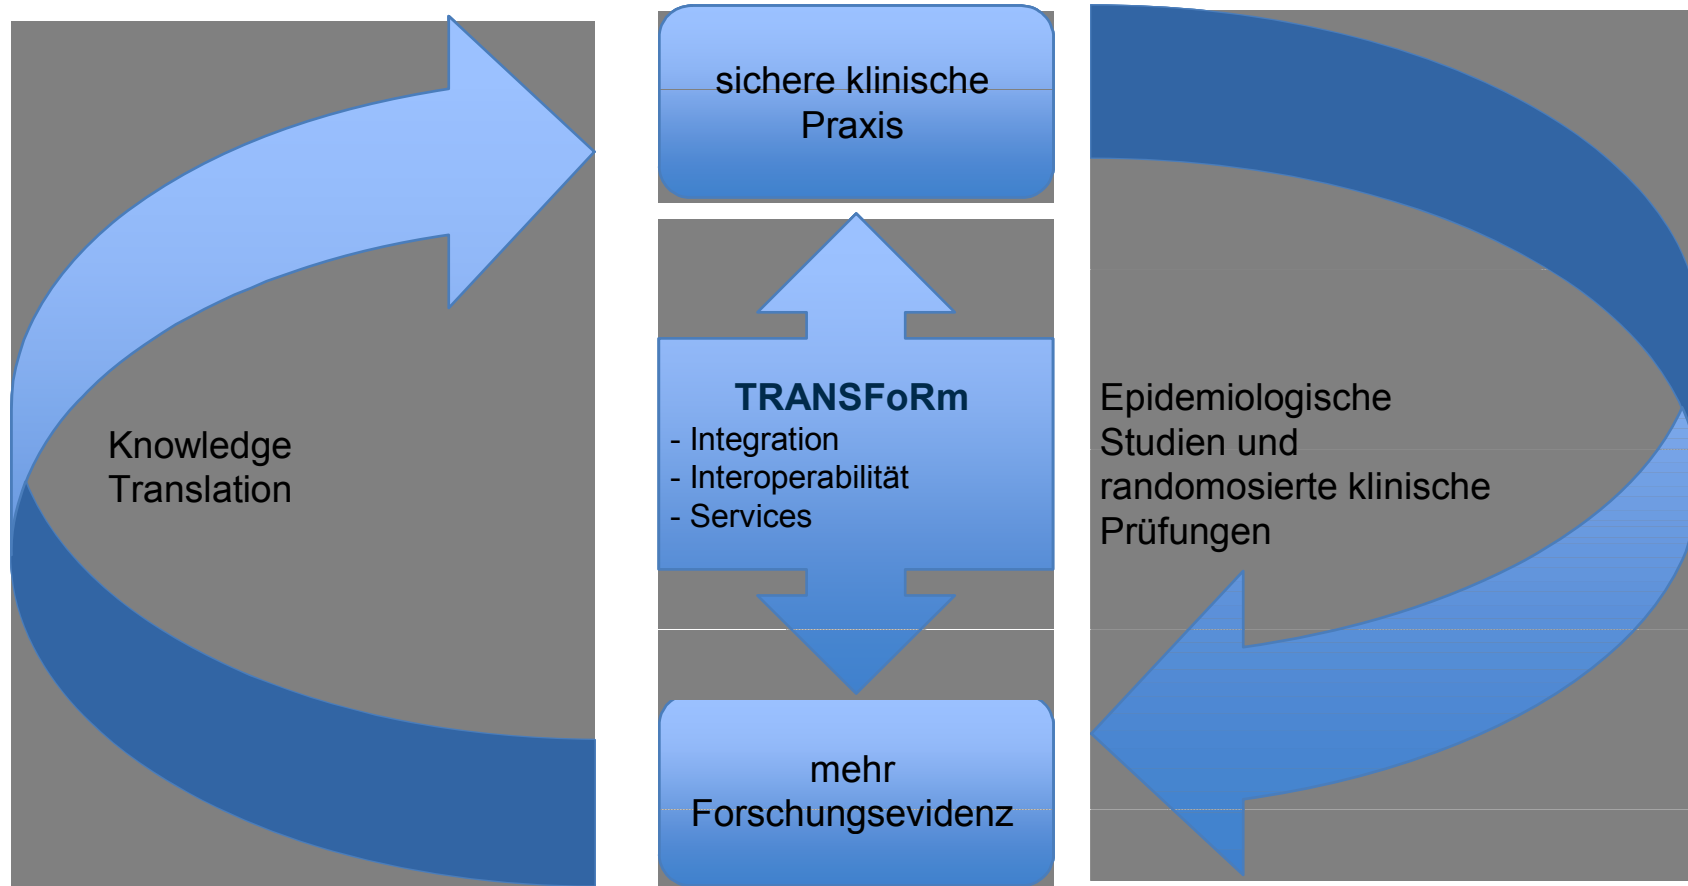 sichere klinische
Praxis
Knowledge
Translation
TRANSFoRm
- Integration
- Interoperabilität
- Services
Epidemiologische
Studien und
randomosierte klinische
Prüfungen
mehr
Forschungsevidenz